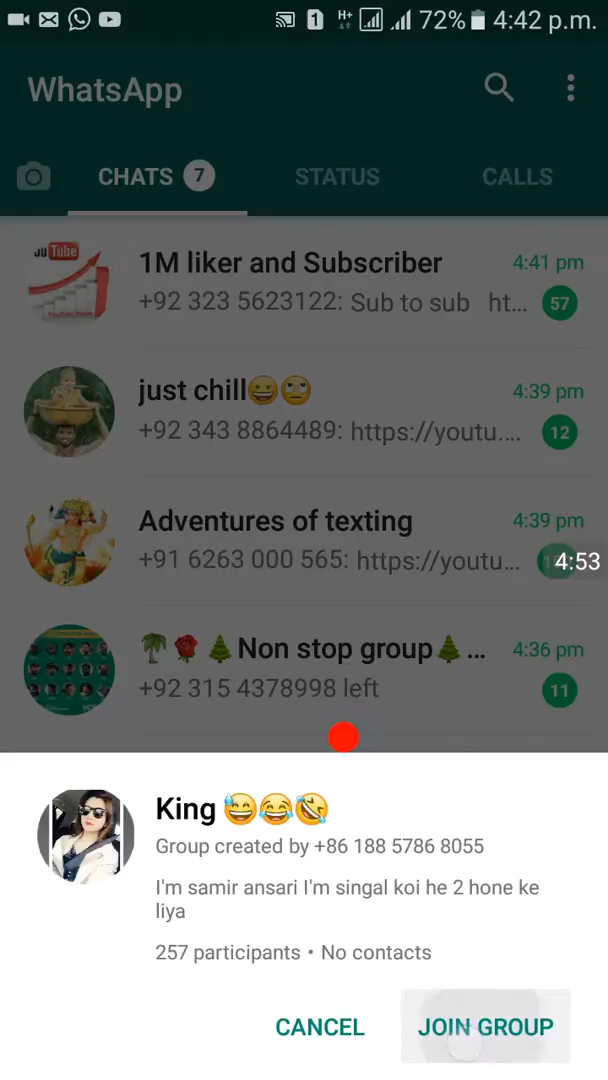 1 H+ 72% 4:42 p.m.
WhatsApp
CHATS 7 STATUS CALLS
1M liker and Subscriber 4:41 pm
+92 323 5623122: Sub to sub ht... 57
just chill😀🙄 4:39 pm
+92 343 8864489: https://youtu.... 12
Adventures of texting 4:39 pm
+91 6263 000 565: https://youtu...
4:53
🌴🌹🌲Non stop group🌲... 4:36 pm
+92 315 4378998 left 11
King 😅😂🤣
Group created by +86 188 5786 8055
I'm samir ansari I'm singal koi he 2 hone ke
liya
257 participants • No contacts
CANCEL JOIN GROUP